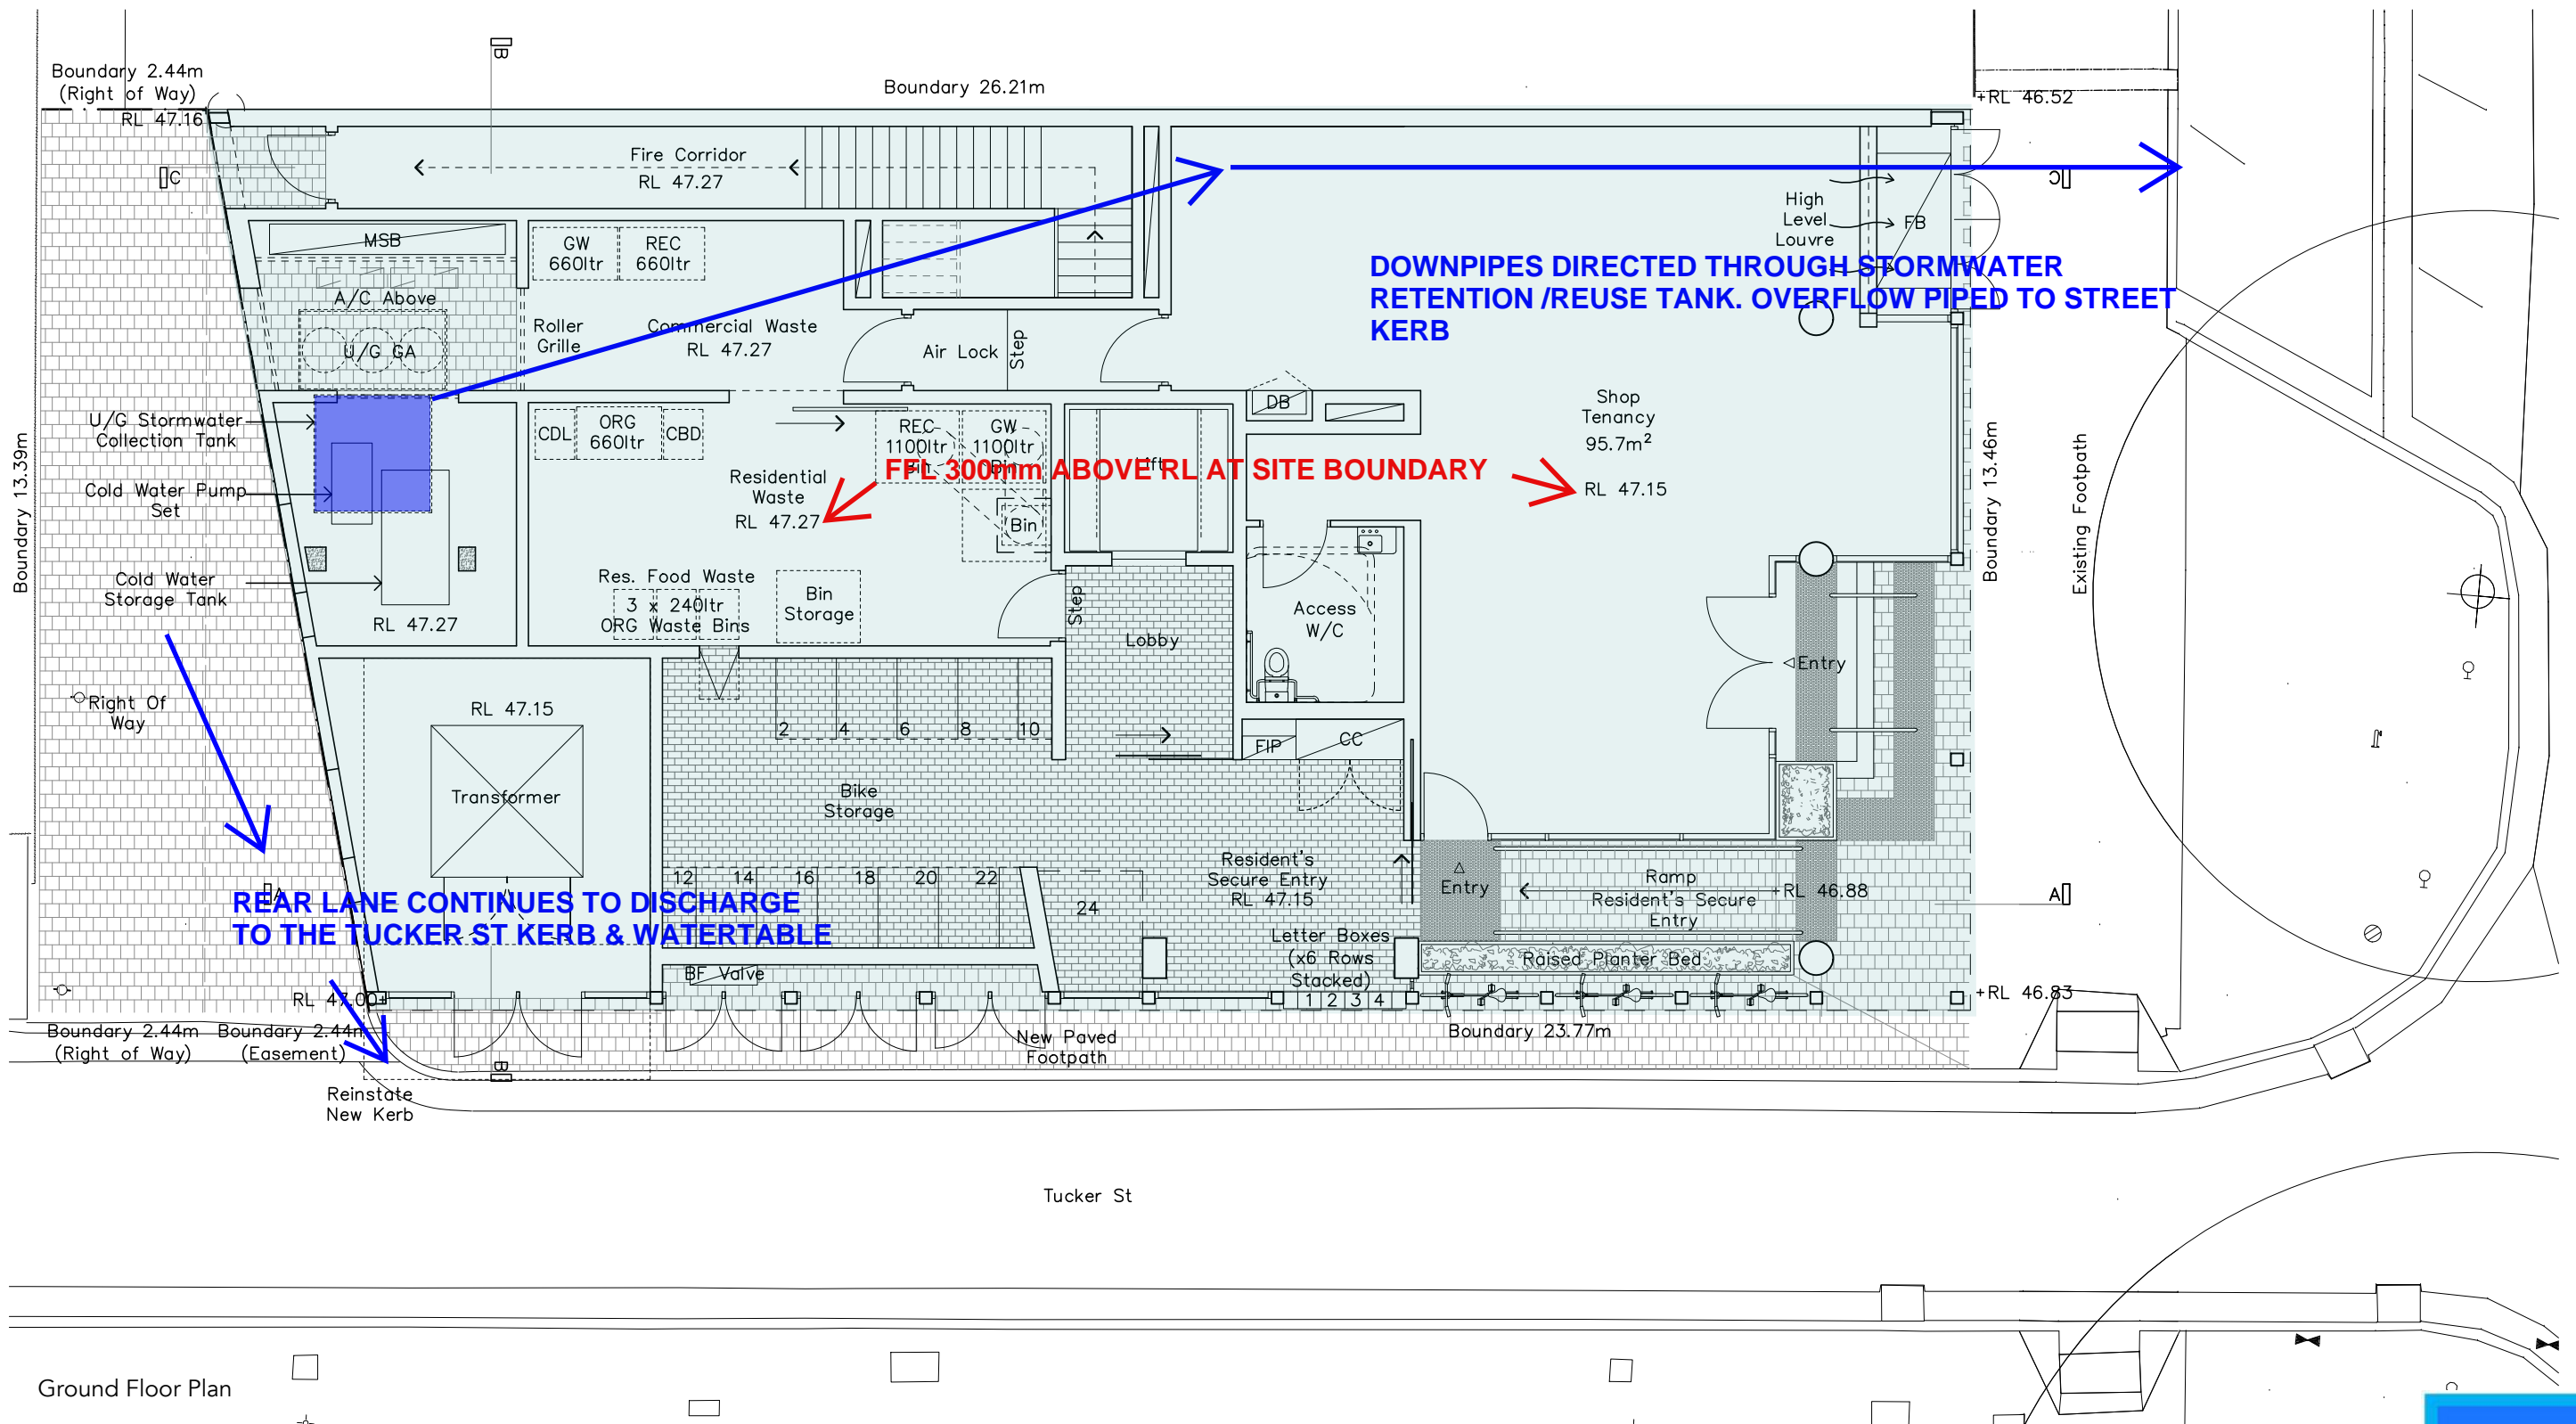 Boundary 2.44m
(Right of Way)
RL 47.16
B
Boundary 26.21m
+RL 46.52
C
Fire Corridor
RL 47.27
C
MSB
GW
660ltr
REC
660ltr
High
Level
Louvre
FB
DOWNPIPES DIRECTED THROUGH STORMWATER
RETENTION /REUSE TANK. OVERFLOW PIPED TO STREET
KERB
A/C Above
U/G GA
Roller
Grille
Commercial Waste
RL 47.27
Air Lock
Step
Boundary 13.39m
U/G Stormwater
Collection Tank
Cold Water Pump
Set
Cold Water
Storage Tank
RL 47.27
CDL
ORG
660ltr
CBD
REC
1100ltr
Bin
GW
1100ltr
Bin
Lift
DB
Shop
Tenancy
95.7m²
RL 47.15
FFL 300mm ABOVE RL AT SITE BOUNDARY
Residential
Waste
RL 47.27
Bin
Boundary 13.46m
Existing Footpath
Res. Food Waste
3 x 240ltr
ORG Waste Bins
Bin
Storage
Step
Lobby
Access
W/C
Entry
Right Of
Way
RL 47.15
Transformer
2 4 6 8 10
FIP
CC
Bike
Storage
12 14 16 18 20 22
24
Resident's
Secure Entry
RL 47.15
Entry
Ramp
Resident's Secure
Entry
+RL 46.88
A
A
REAR LANE CONTINUES TO DISCHARGE
TO THE TUCKER ST KERB & WATERTABLE
Letter Boxes
(x6 Rows
Stacked)
1 2 3 4
Raised Planter Bed
BF Valve
RL 47.00+
+RL 46.83
Boundary 2.44m
(Right of Way)
Boundary 2.44m
(Easement)
B
New Paved
Footpath
Boundary 23.77m
Reinstate
New Kerb
Tucker St
Ground Floor Plan